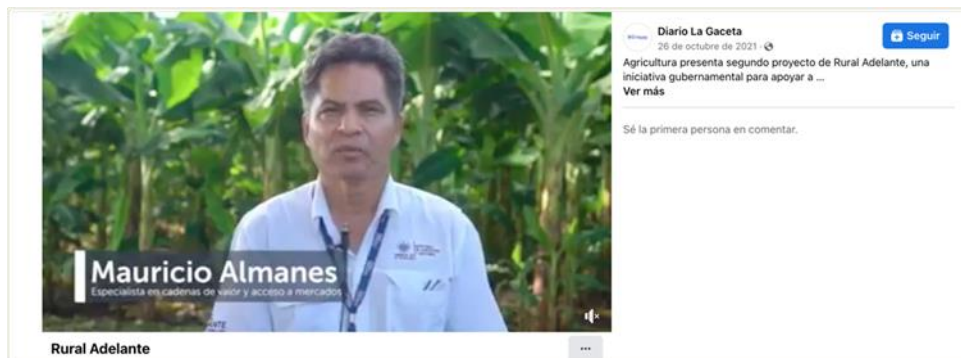 Mauricio Almanes
Especialista en cadenas de valor y acceso a mercados
Rural Adelante
Diario La Gaceta
26 de octubre de 2021
Seguir
Agricultura presenta segundo proyecto de Rural Adelante, una
iniciativa gubernamental para apoyar a ...
Ver más
Sé la primera persona en comentar.